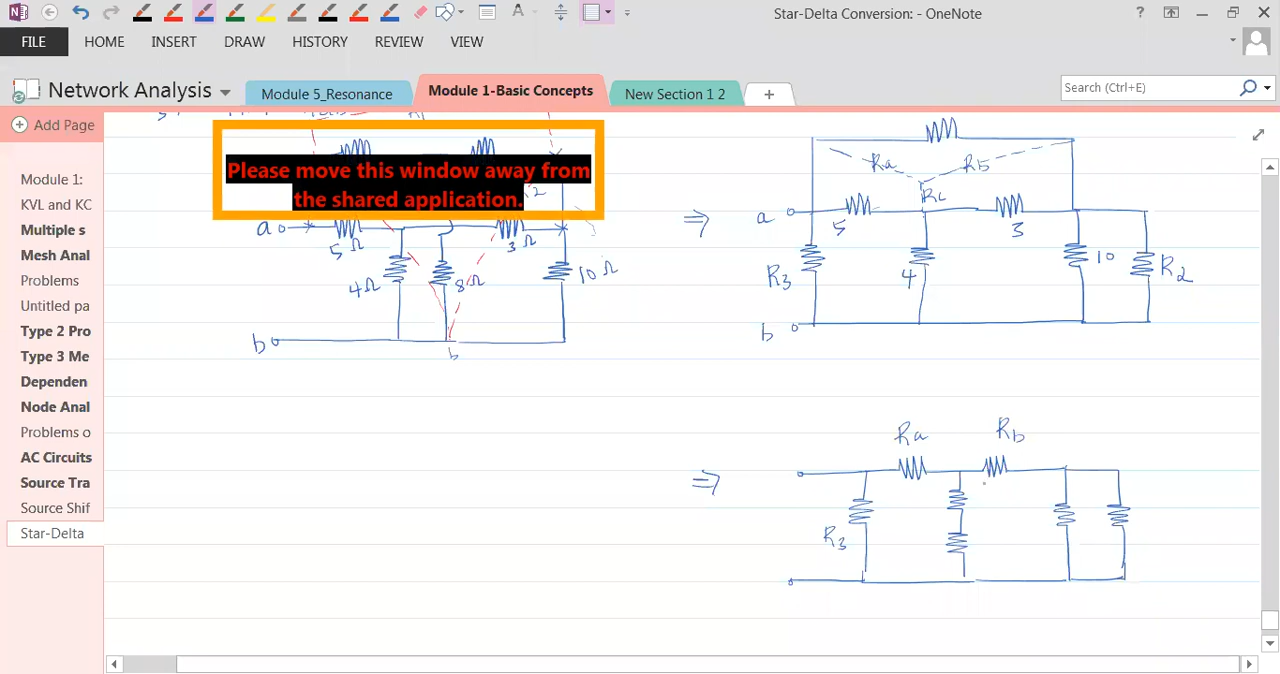 Star-Delta Conversion: - OneNote
FILE HOME INSERT DRAW HISTORY REVIEW VIEW
Network Analysis Module 5_Resonance Module 1-Basic Concepts New Section 1 2
Search (Ctrl+E)
Add Page
Module 1:
KVL and KC
Multiple s
Mesh Anal
Problems
Untitled pa
Type 2 Pro
Type 3 Me
Dependen
Node Anal
Problems o
AC Circuits
Source Tra
Source Shif
Star-Delta
Please move this window away from
the shared application.
a 5Ω 3Ω
4Ω 8Ω 10Ω
b
b
⇒
Ra Rb
Rc
a 5 3
R3 4 10 R2
b
⇒
Ra Rb
R3